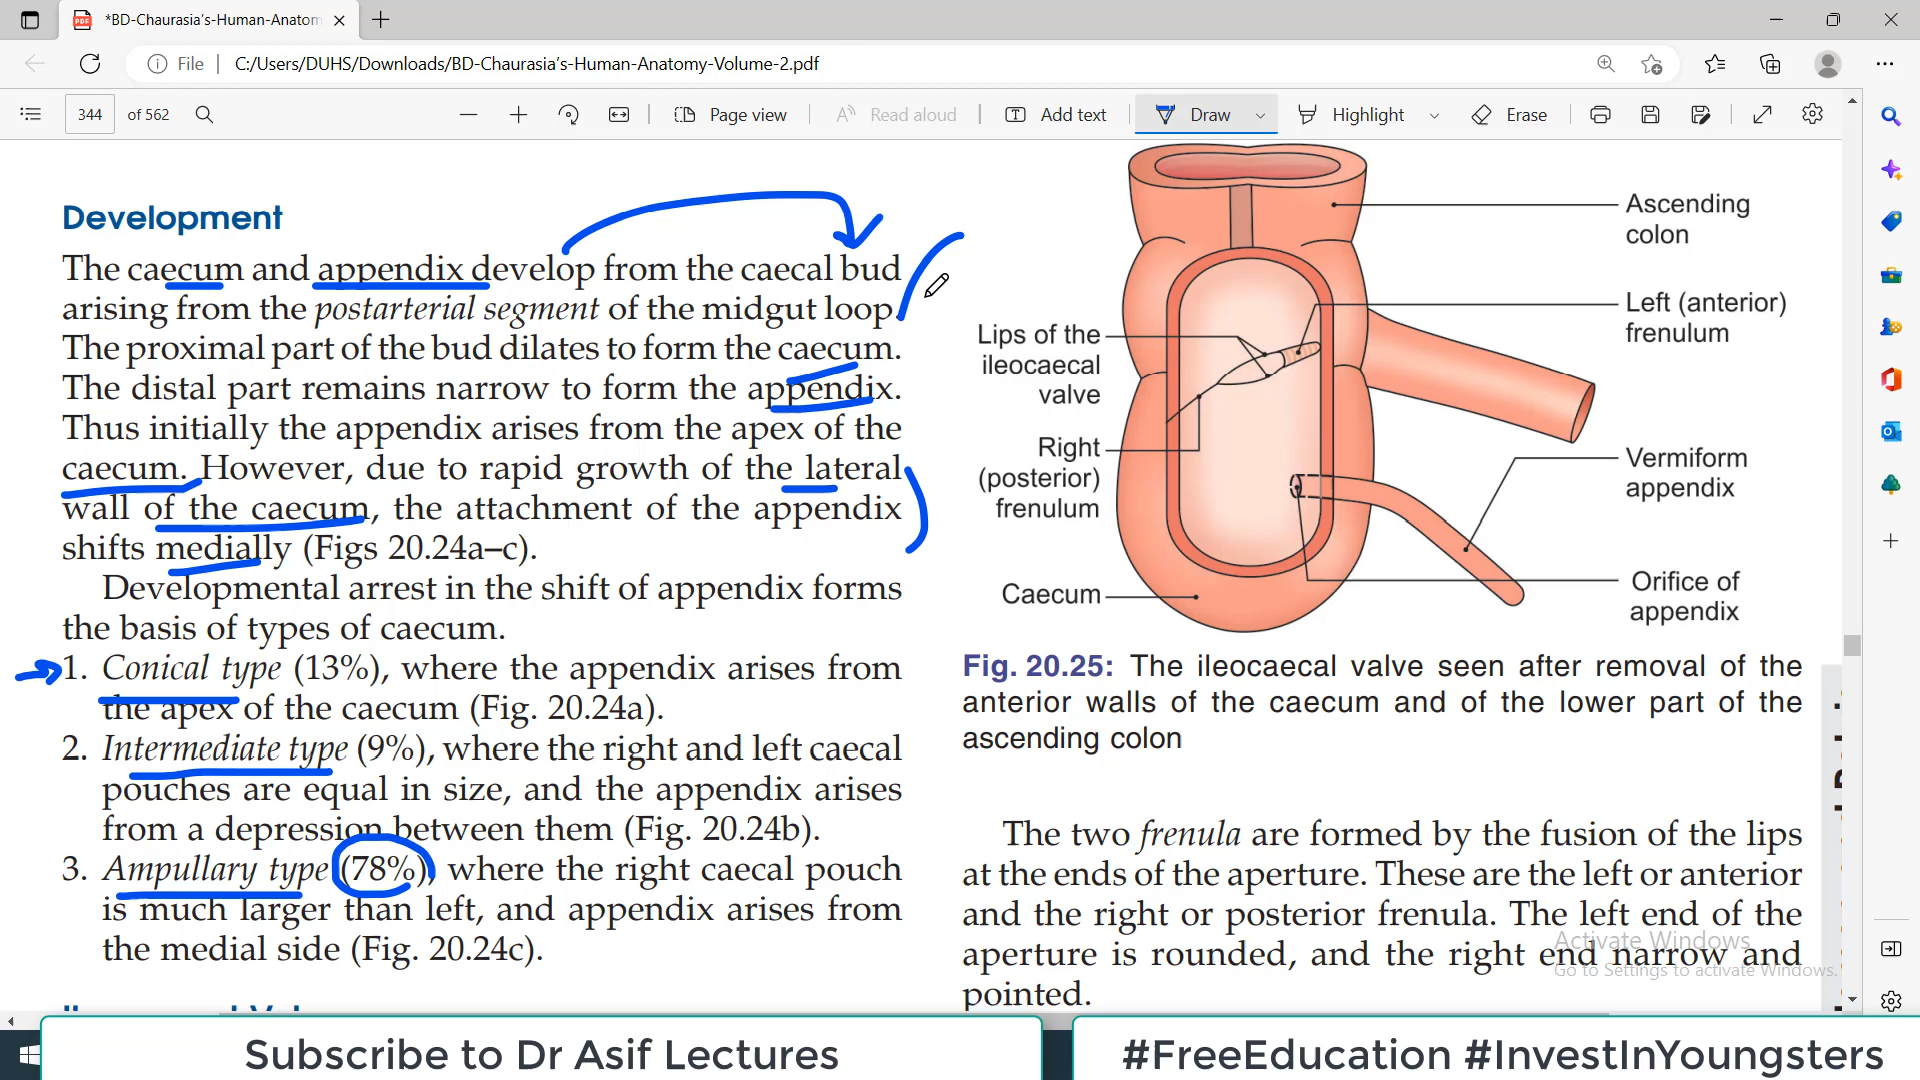 *BD-Chaurasia's-Human-Anatom
File
C:/Users/DUHS/Downloads/BD-Chaurasia's-Human-Anatomy-Volume-2.pdf
344 of 562
Page view
Read aloud
Add text
Draw
Highlight
Erase
Development
The caecum and appendix develop from the caecal bud
arising from the postarterial segment of the midgut loop.
The proximal part of the bud dilates to form the caecum.
The distal part remains narrow to form the appendix.
Thus initially the appendix arises from the apex of the
caecum. However, due to rapid growth of the lateral
wall of the caecum, the attachment of the appendix
shifts medially (Figs 20.24a–c).
Developmental arrest in the shift of appendix forms
the basis of types of caecum.
1. Conical type (13%), where the appendix arises from
the apex of the caecum (Fig. 20.24a).
2. Intermediate type (9%), where the right and left caecal
pouches are equal in size, and the appendix arises
from a depression between them (Fig. 20.24b).
3. Ampullary type (78%), where the right caecal pouch
is much larger than left, and appendix arises from
the medial side (Fig. 20.24c).
Ascending
colon
Left (anterior)
frenulum
Lips of the
ileocaecal
valve
Right
(posterior)
frenulum
Vermiform
appendix
Caecum
Orifice of
appendix
Fig. 20.25: The ileocaecal valve seen after removal of the
anterior walls of the caecum and of the lower part of the
ascending colon
The two frenula are formed by the fusion of the lips
at the ends of the aperture. These are the left or anterior
and the right or posterior frenula. The left end of the
aperture is rounded, and the right end narrow and
pointed.
Activate Windows
Go to Settings to activate Windows.
Subscribe to Dr Asif Lectures
#FreeEducation #InvestInYoungsters